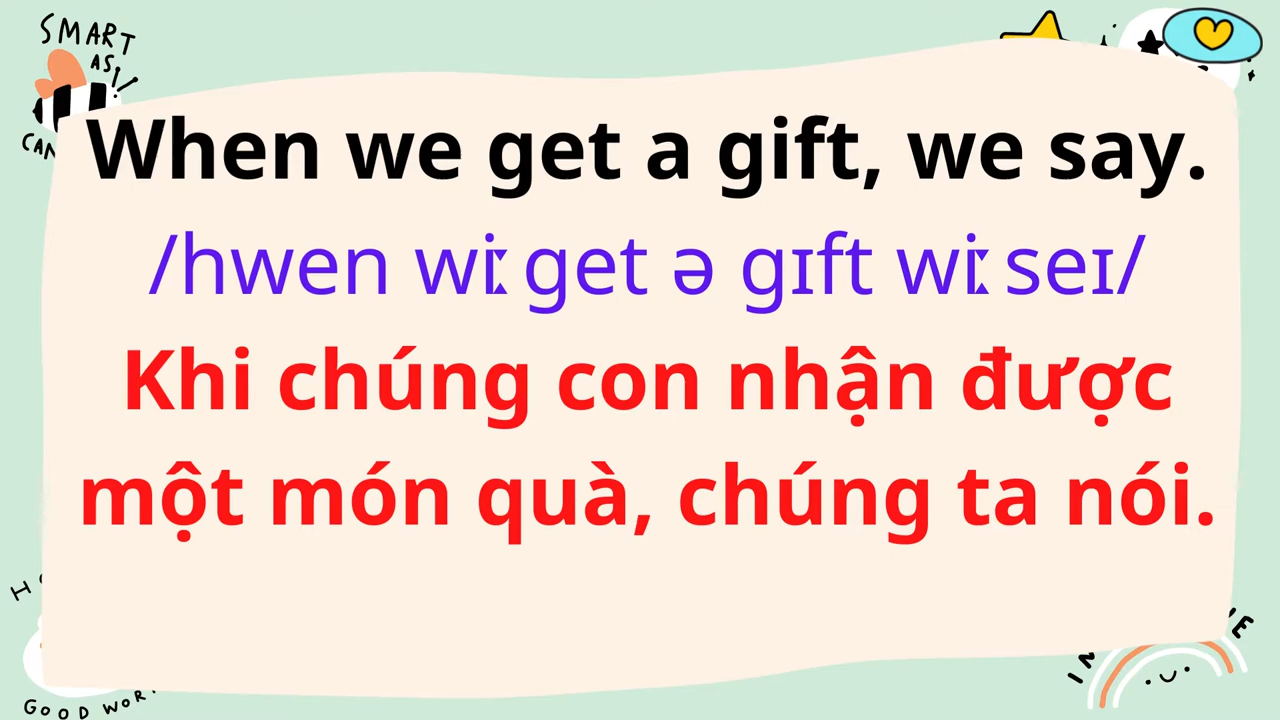 SMART
AS
When we get a gift, we say.
/hwen wiː get ə gɪft wiː seɪ/
Khi chúng con nhận được
một món quà, chúng ta nói.
GOOD